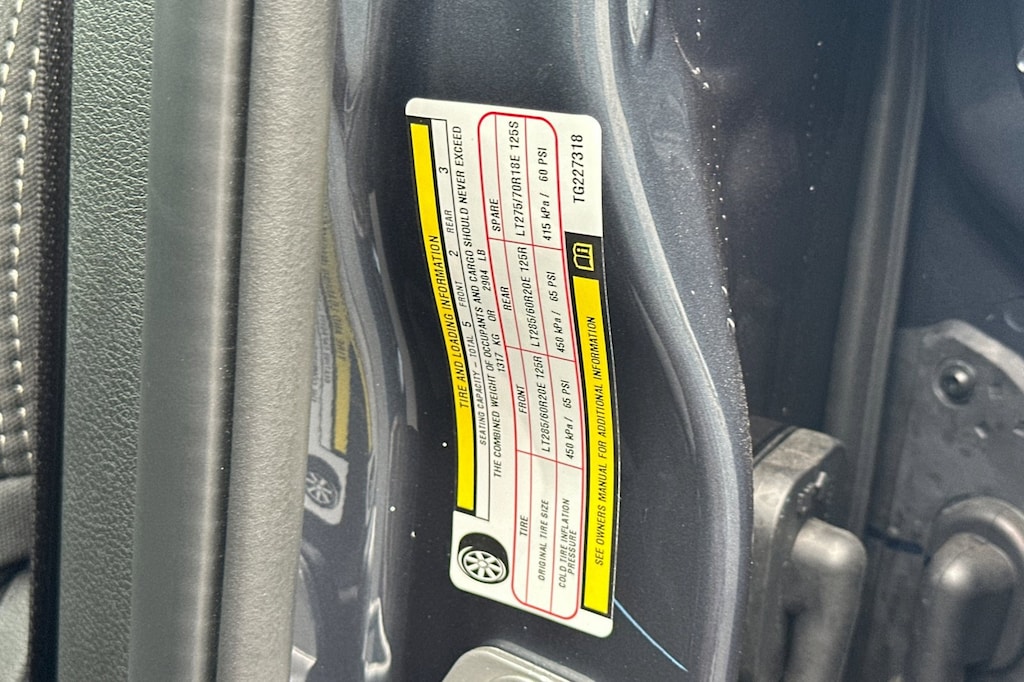 TIRE AND LOADING INFORMATION
SEATING CAPACITY - TOTAL 5 FRONT 2 REAR 3
THE COMBINED WEIGHT OF OCCUPANTS AND CARGO SHOULD NEVER EXCEED
1317 KG OR 2904 LB
TIRE FRONT REAR SPARE
ORIGINAL TIRE SIZE LT285/60R20E 125R LT285/60R20E 125R LT275/70R18E 125S
COLD TIRE INFLATION PRESSURE 450 kPa / 65 PSI 450 kPa / 65 PSI 415 kPa / 60 PSI
SEE OWNERS MANUAL FOR ADDITIONAL INFORMATION
TG227318